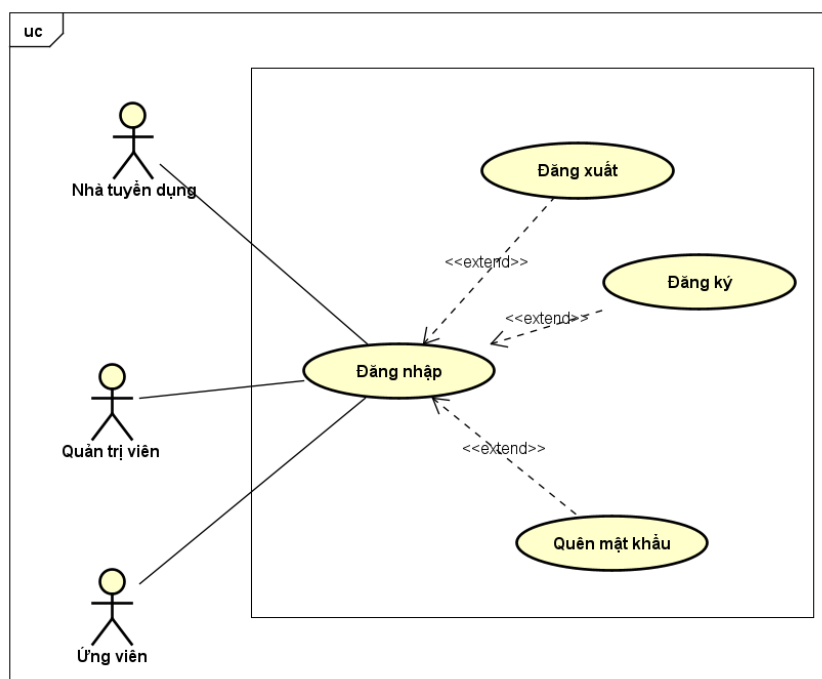 uc
Nhà tuyển dụng
Đăng xuất
<<extend>>
Đăng ký
<<extend>>
Đăng nhập
Quản trị viên
<<extend>>
Quên mật khẩu
Ứng viên